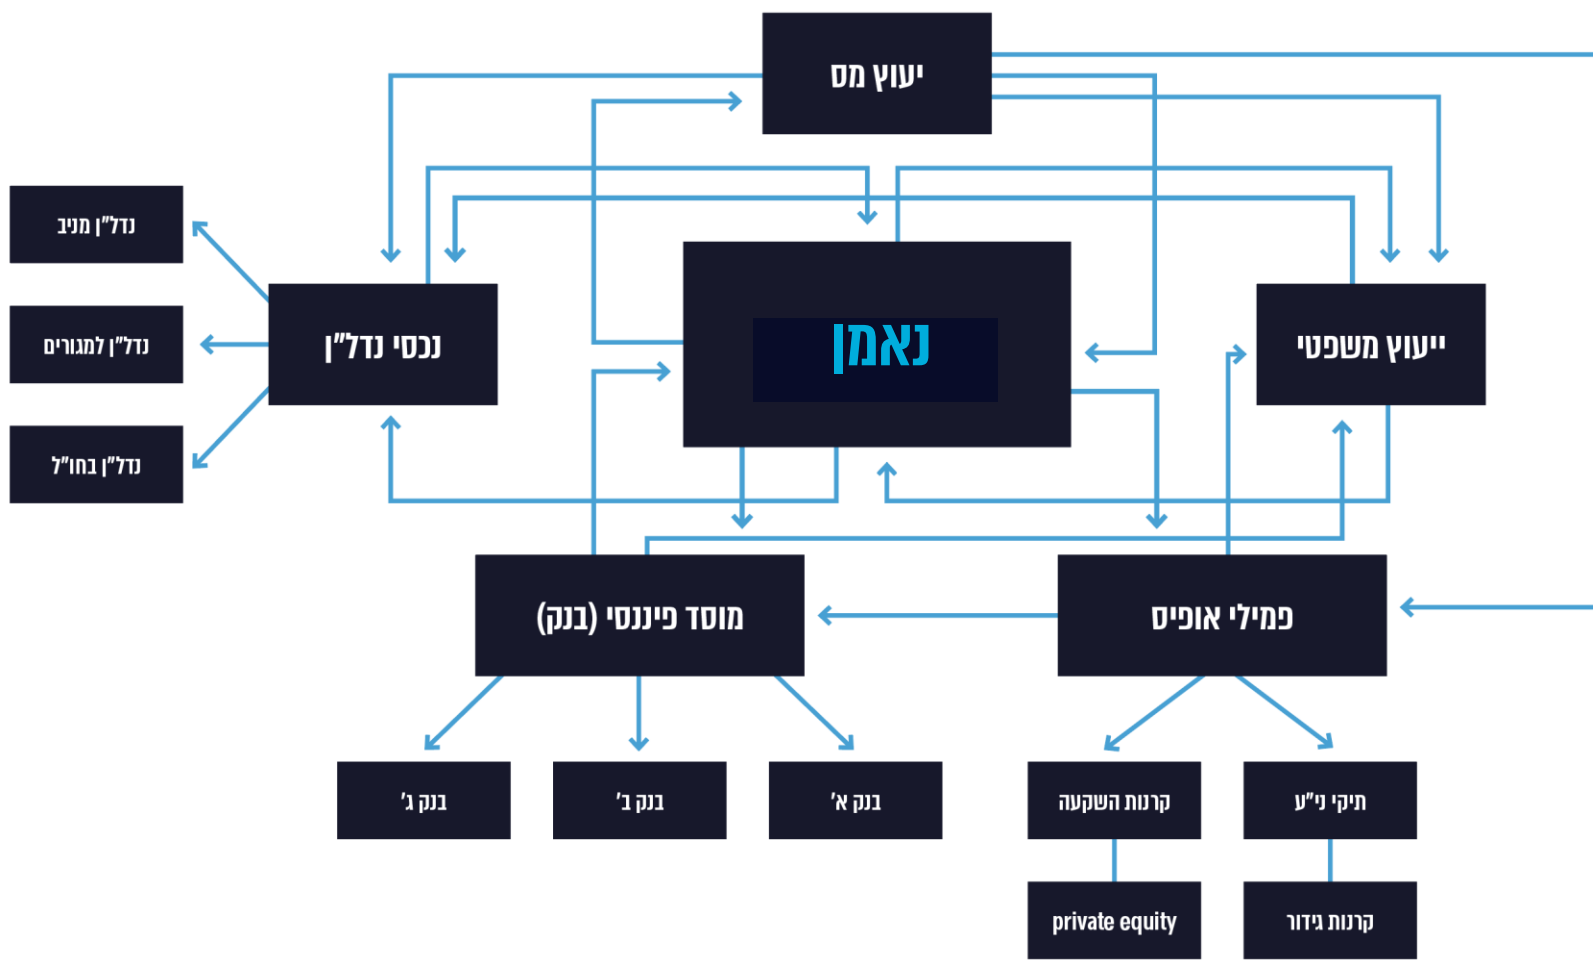 יעוץ מס
נדל"ן מניב
נדל"ן למגורים
נדל"ן בחו"ל
נכסי נדל"ן
נאמן
ייעוץ משפטי
מוסד פיננסי (בנק)
פמילי אופיס
בנק ג'
בנק ב'
בנק א'
קרנות השקעה
תיקי ני"ע
private equity
קרנות גידור